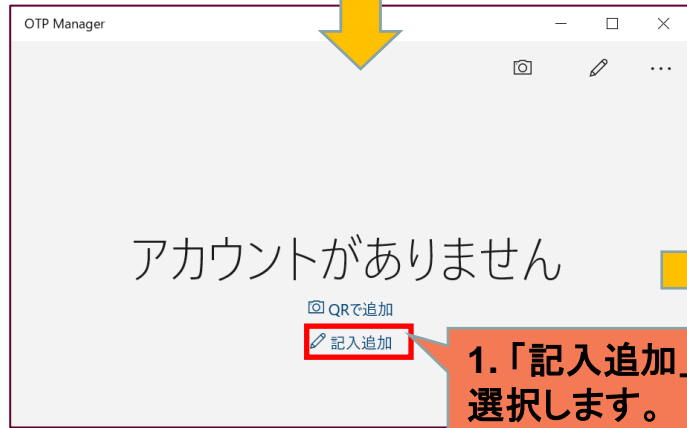 OTP Manager
アカウントがありません
QRで追加
記入追加
1.「記入追加」
選択します。